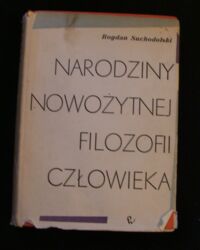 Bogdan Suchodolski
NARODZINY
NOWOŻYTNEJ
FILOZOFII
CZŁOWIEKA